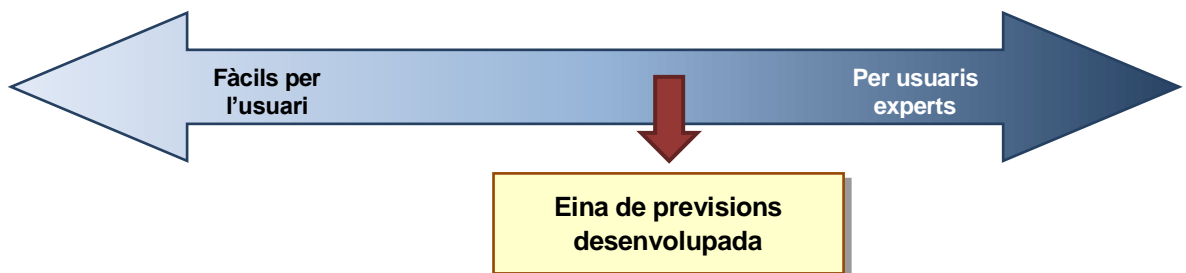 Fàcils per
l’usuari
Per usuaris
experts
Eina de previsions
desenvolupada